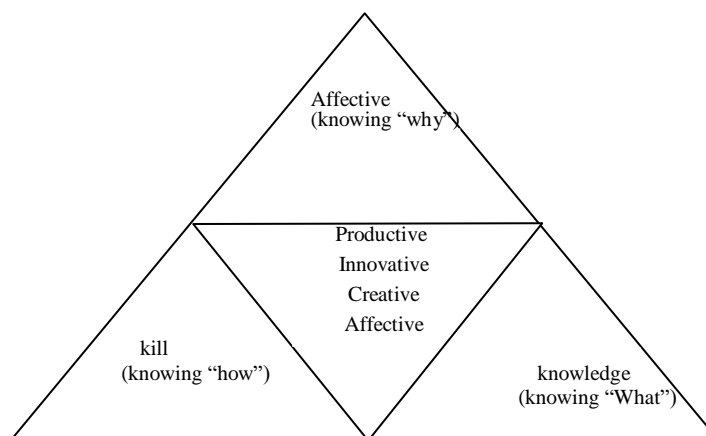 Affective
(knowing “why”)
Productive
Innovative
Creative
Affective
kill
(knowing “how”)
knowledge
(knowing “What”)